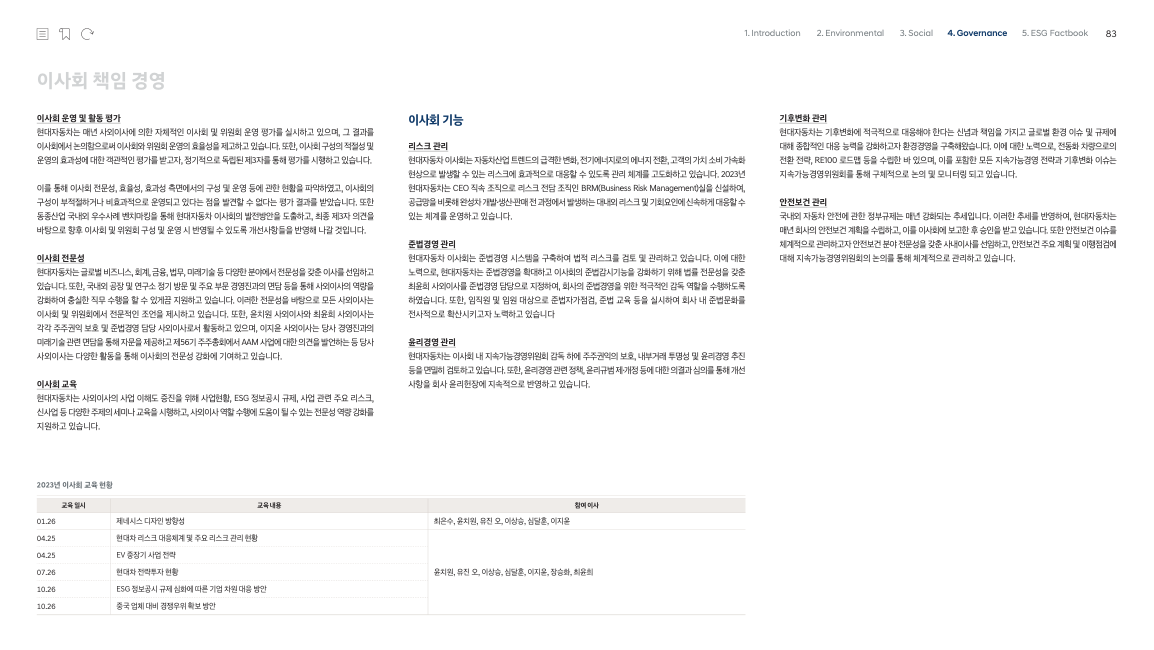 1. Introduction 2. Environmental 3. Social 4. Governance 5. ESG Factbook 83
이사회 책임 경영
이사회 운영 및 활동 평가
현대자동차는 매년 사외이사에 의한 자체적인 이사회 및 위원회 운영 평가를 실시하고 있으며, 그 결과를
이사회에서 논의함으로써 이사회와 위원회 운영의 효율성을 제고하고 있습니다. 또한, 이사회 구성의 적절성 및
운영의 효과성에 대한 객관적인 평가를 받고자, 정기적으로 독립된 제3자를 통해 평가를 시행하고 있습니다.
이를 통해 이사회 전문성, 효율성, 효과성 측면에서의 구성 및 운영 등에 관한 현황을 파악하였고, 이사회의
구성이 부적절하거나 비효과적으로 운영되고 있다는 점을 발견할 수 없다는 평가 결과를 받았습니다. 또한
동종산업 국내외 우수사례 벤치마킹을 통해 현대자동차 이사회의 발전방안을 도출하고, 최종 제3자 의견을
바탕으로 향후 이사회 및 위원회 구성 및 운영 시 반영될 수 있도록 개선사항들을 반영해 나갈 것입니다.
이사회 전문성
현대자동차는 글로벌 비즈니스, 회계, 금융, 법무, 미래기술 등 다양한 분야에서 전문성을 갖춘 이사를 선임하고
있습니다. 또한, 국내외 공장 및 연구소 정기 방문 및 주요 부문 경영진과의 면담 등을 통해 사외이사의 역량을
강화하여 충실한 직무 수행을 할 수 있게끔 지원하고 있습니다. 이러한 전문성을 바탕으로 모든 사외이사는
이사회 및 위원회에서 전문적인 조언을 제시하고 있습니다. 또한, 윤치원 사외이사와 최윤희 사외이사는
각각 주주권익 보호 및 준법경영 담당 사외이사로서 활동하고 있으며, 이지윤 사외이사는 당사 경영진과의
미래기술 관련 면담을 통해 자문을 제공하고 제56기 주주총회에서 AAM 사업에 대한 의견을 발언하는 등 당사
사외이사는 다양한 활동을 통해 이사회의 전문성 강화에 기여하고 있습니다.
이사회 교육
현대자동차는 사외이사의 사업 이해도 증진을 위해 사업현황, ESG 정보공시 규제, 사업 관련 주요 리스크,
신사업 등 다양한 주제의 세미나 교육을 시행하고, 사외이사 역할 수행에 도움이 될 수 있는 전문성 역량 강화를
지원하고 있습니다.
이사회 기능
리스크 관리
현대자동차 이사회는 자동차산업 트렌드의 급격한 변화, 전기에너지로의 에너지 전환, 고객의 가치 소비 가속화
현상으로 발생할 수 있는 리스크에 효과적으로 대응할 수 있도록 관리 체계를 고도화하고 있습니다. 2023년
현대자동차는 CEO 직속 조직으로 리스크 전담 조직인 BRM(Business Risk Management)실을 신설하여,
공급망을 비롯해 완성차 개발·생산·판매 전 과정에서 발생하는 대내외 리스크 및 기회요인에 신속하게 대응할 수
있는 체계를 운영하고 있습니다.
준법경영 관리
현대자동차 이사회는 준법경영 시스템을 구축하여 법적 리스크를 검토 및 관리하고 있습니다. 이에 대한
노력으로, 현대자동차는 준법경영을 확대하고 이사회의 준법감시기능을 강화하기 위해 법률 전문성을 갖춘
최윤희 사외이사를 준법경영 담당으로 지정하여, 회사의 준법경영을 위한 적극적인 감독 역할을 수행하도록
하였습니다. 또한, 임직원 및 임원 대상으로 준법자가점검, 준법 교육 등을 실시하여 회사 내 준법문화를
전사적으로 확산시키고자 노력하고 있습니다
윤리경영 관리
현대자동차는 이사회 내 지속가능경영위원회 감독 하에 주주권익의 보호, 내부거래 투명성 및 윤리경영 추진
등을 면밀히 검토하고 있습니다. 또한, 윤리경영 관련 정책, 윤리규범 제·개정 등에 대한 의결과 심의를 통해 개선
사항을 회사 윤리헌장에 지속적으로 반영하고 있습니다.
기후변화 관리
현대자동차는 기후변화에 적극적으로 대응해야 한다는 신념과 책임을 가지고 글로벌 환경 이슈 및 규제에
대해 종합적인 대응 능력을 강화하고자 환경경영을 구축해왔습니다. 이에 대한 노력으로, 전동화 차량으로의
전환 전략, RE100 로드맵 등을 수립한 바 있으며, 이를 포함한 모든 지속가능경영 전략과 기후변화 이슈는
지속가능경영위원회를 통해 구체적으로 논의 및 모니터링 되고 있습니다.
안전보건 관리
국내외 자동차 안전에 관한 정부규제는 매년 강화되는 추세입니다. 이러한 추세를 반영하여, 현대자동차는
매년 회사의 안전보건 계획을 수립하고, 이를 이사회에 보고한 후 승인을 받고 있습니다. 또한 안전보건 이슈를
체계적으로 관리하고자 안전보건 분야 전문성을 갖춘 사내이사를 선임하고, 안전보건 주요 계획 및 이행점검에
대해 지속가능경영위원회의 논의를 통해 체계적으로 관리하고 있습니다.
2023년 이사회 교육 현황
교육 일시 교육 내용 참여 이사
01.26 제네시스 디자인 방향성 최은수, 윤치원, 유진 오, 이상승, 심달훈, 이지윤
04.25 현대차 리스크 대응체계 및 주요 리스크 관리 현황
04.25 EV 중장기 사업 전략
07.26 현대차 전략투자 현황 윤치원, 유진 오, 이상승, 심달훈, 이지윤, 장승화, 최윤희
10.26 ESG 정보공시 규제 심화에 따른 기업 차원 대응 방안
10.26 중국 업체 대비 경쟁우위 확보 방안